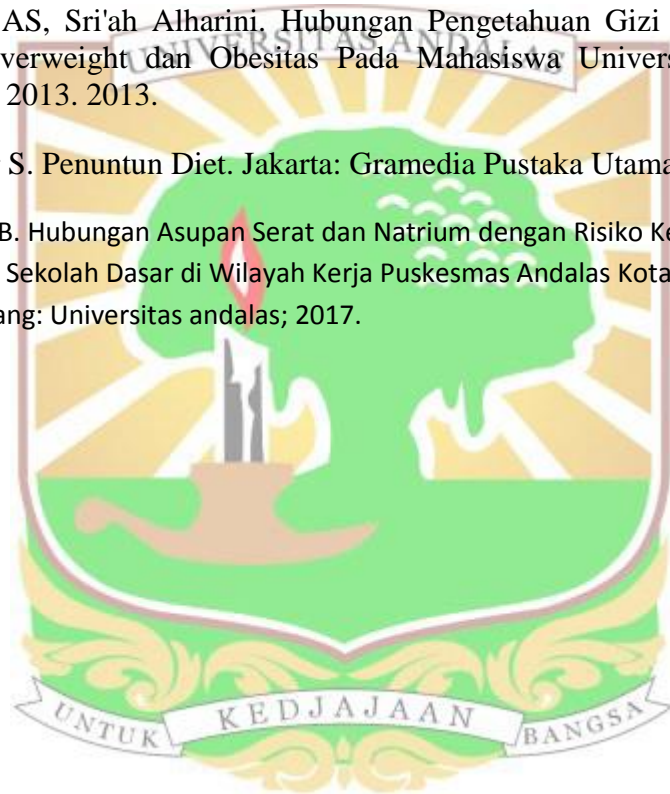 AS, Sri'ah Alharini. Hubungan Pengetahuan Gizi
verweight dan Obesitas Pada Mahasiswa Univers
2013. 2013.
S. Penuntun Diet. Jakarta: Gramedia Pustaka Utama
B. Hubungan Asupan Serat dan Natrium dengan Risiko Ke
Sekolah Dasar di Wilayah Kerja Puskesmas Andalas Kota
ang: Universitas andalas; 2017.
UNIVERSITAS ANDALAS
UNTUK KEDJAJAAN BANGSA